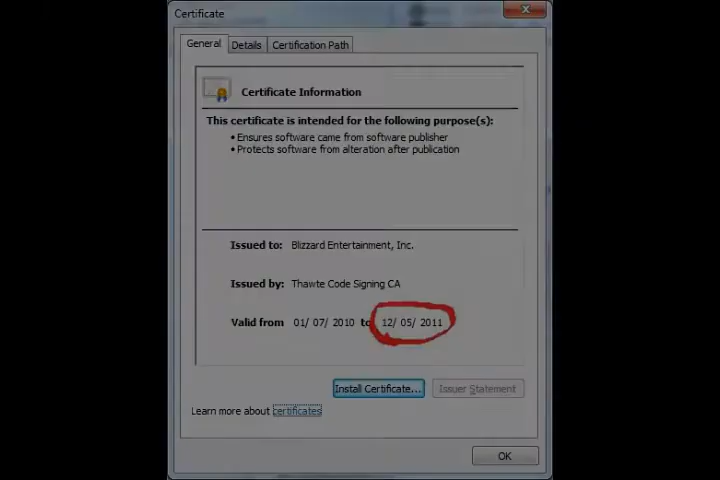 Certificate
General Details Certification Path
Certificate Information
This certificate is intended for the following purpose(s):
• Ensures software came from software publisher
• Protects software from alteration after publication
Issued to: Blizzard Entertainment, Inc.
Issued by: Thawte Code Signing CA
Valid from 01/ 07/ 2010 to 12/ 05/ 2011
Install Certificate... Issuer Statement
Learn more about certificates
OK